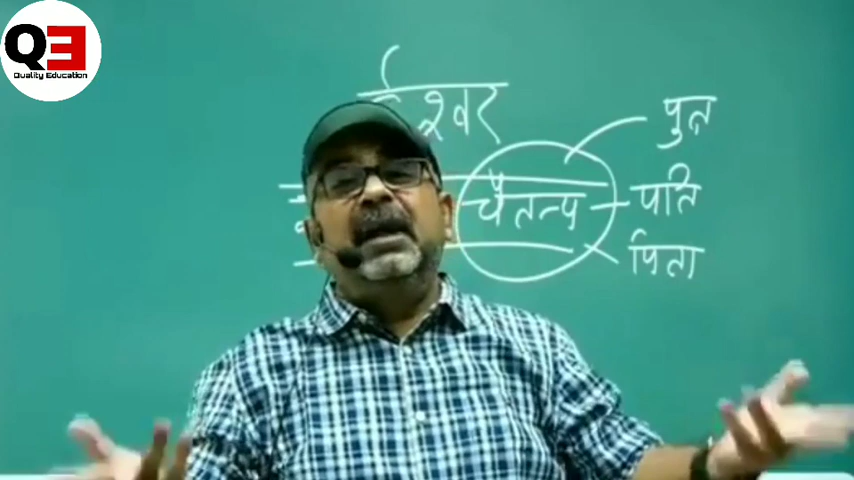 QE
Quality Education
ईश्वर
चैतन्य
पुत्र
पति
पिता